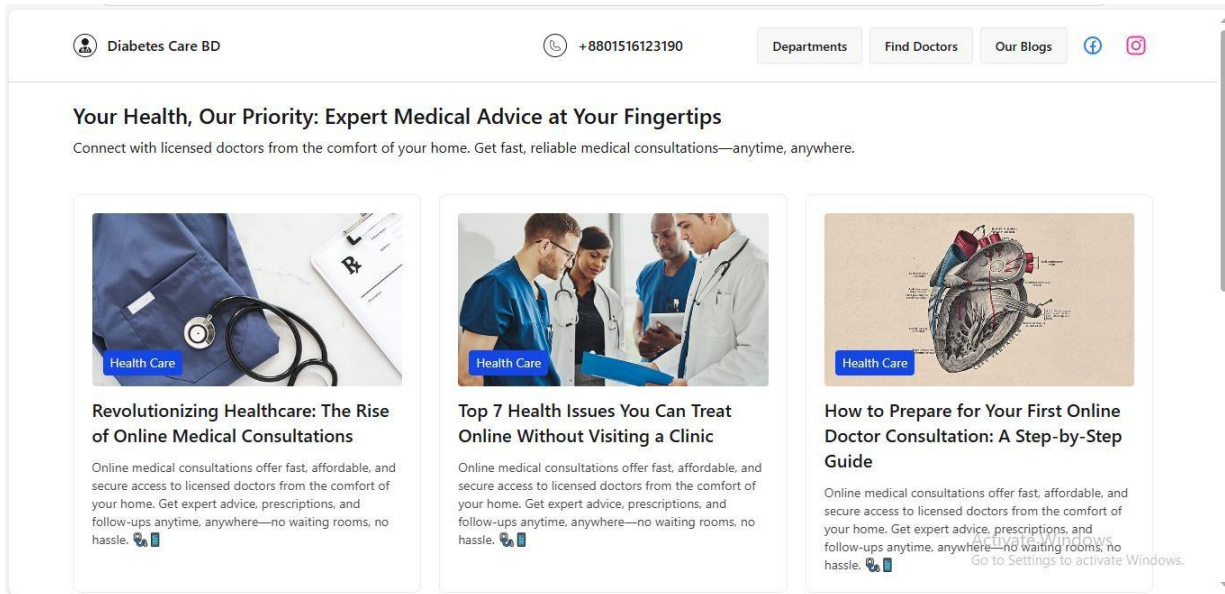 Diabetes Care BD
+8801516123190
Departments
Find Doctors
Our Blogs
Your Health, Our Priority: Expert Medical Advice at Your Fingertips
Connect with licensed doctors from the comfort of your home. Get fast, reliable medical consultations—anytime, anywhere.
Rx
Health Care
Revolutionizing Healthcare: The Rise
of Online Medical Consultations
Online medical consultations offer fast, affordable, and
secure access to licensed doctors from the comfort of
your home. Get expert advice, prescriptions, and
follow-ups anytime, anywhere—no waiting rooms, no
hassle. 🩺📱
Health Care
Top 7 Health Issues You Can Treat
Online Without Visiting a Clinic
Online medical consultations offer fast, affordable, and
secure access to licensed doctors from the comfort of
your home. Get expert advice, prescriptions, and
follow-ups anytime, anywhere—no waiting rooms, no
hassle. 🩺📱
Health Care
How to Prepare for Your First Online
Doctor Consultation: A Step-by-Step
Guide
Online medical consultations offer fast, affordable, and
secure access to licensed doctors from the comfort of
your home. Get expert advice, prescriptions, and
follow-ups anytime, anywhere—no waiting rooms, no
hassle. 🩺📱
Activate Windows
Go to Settings to activate Windows.